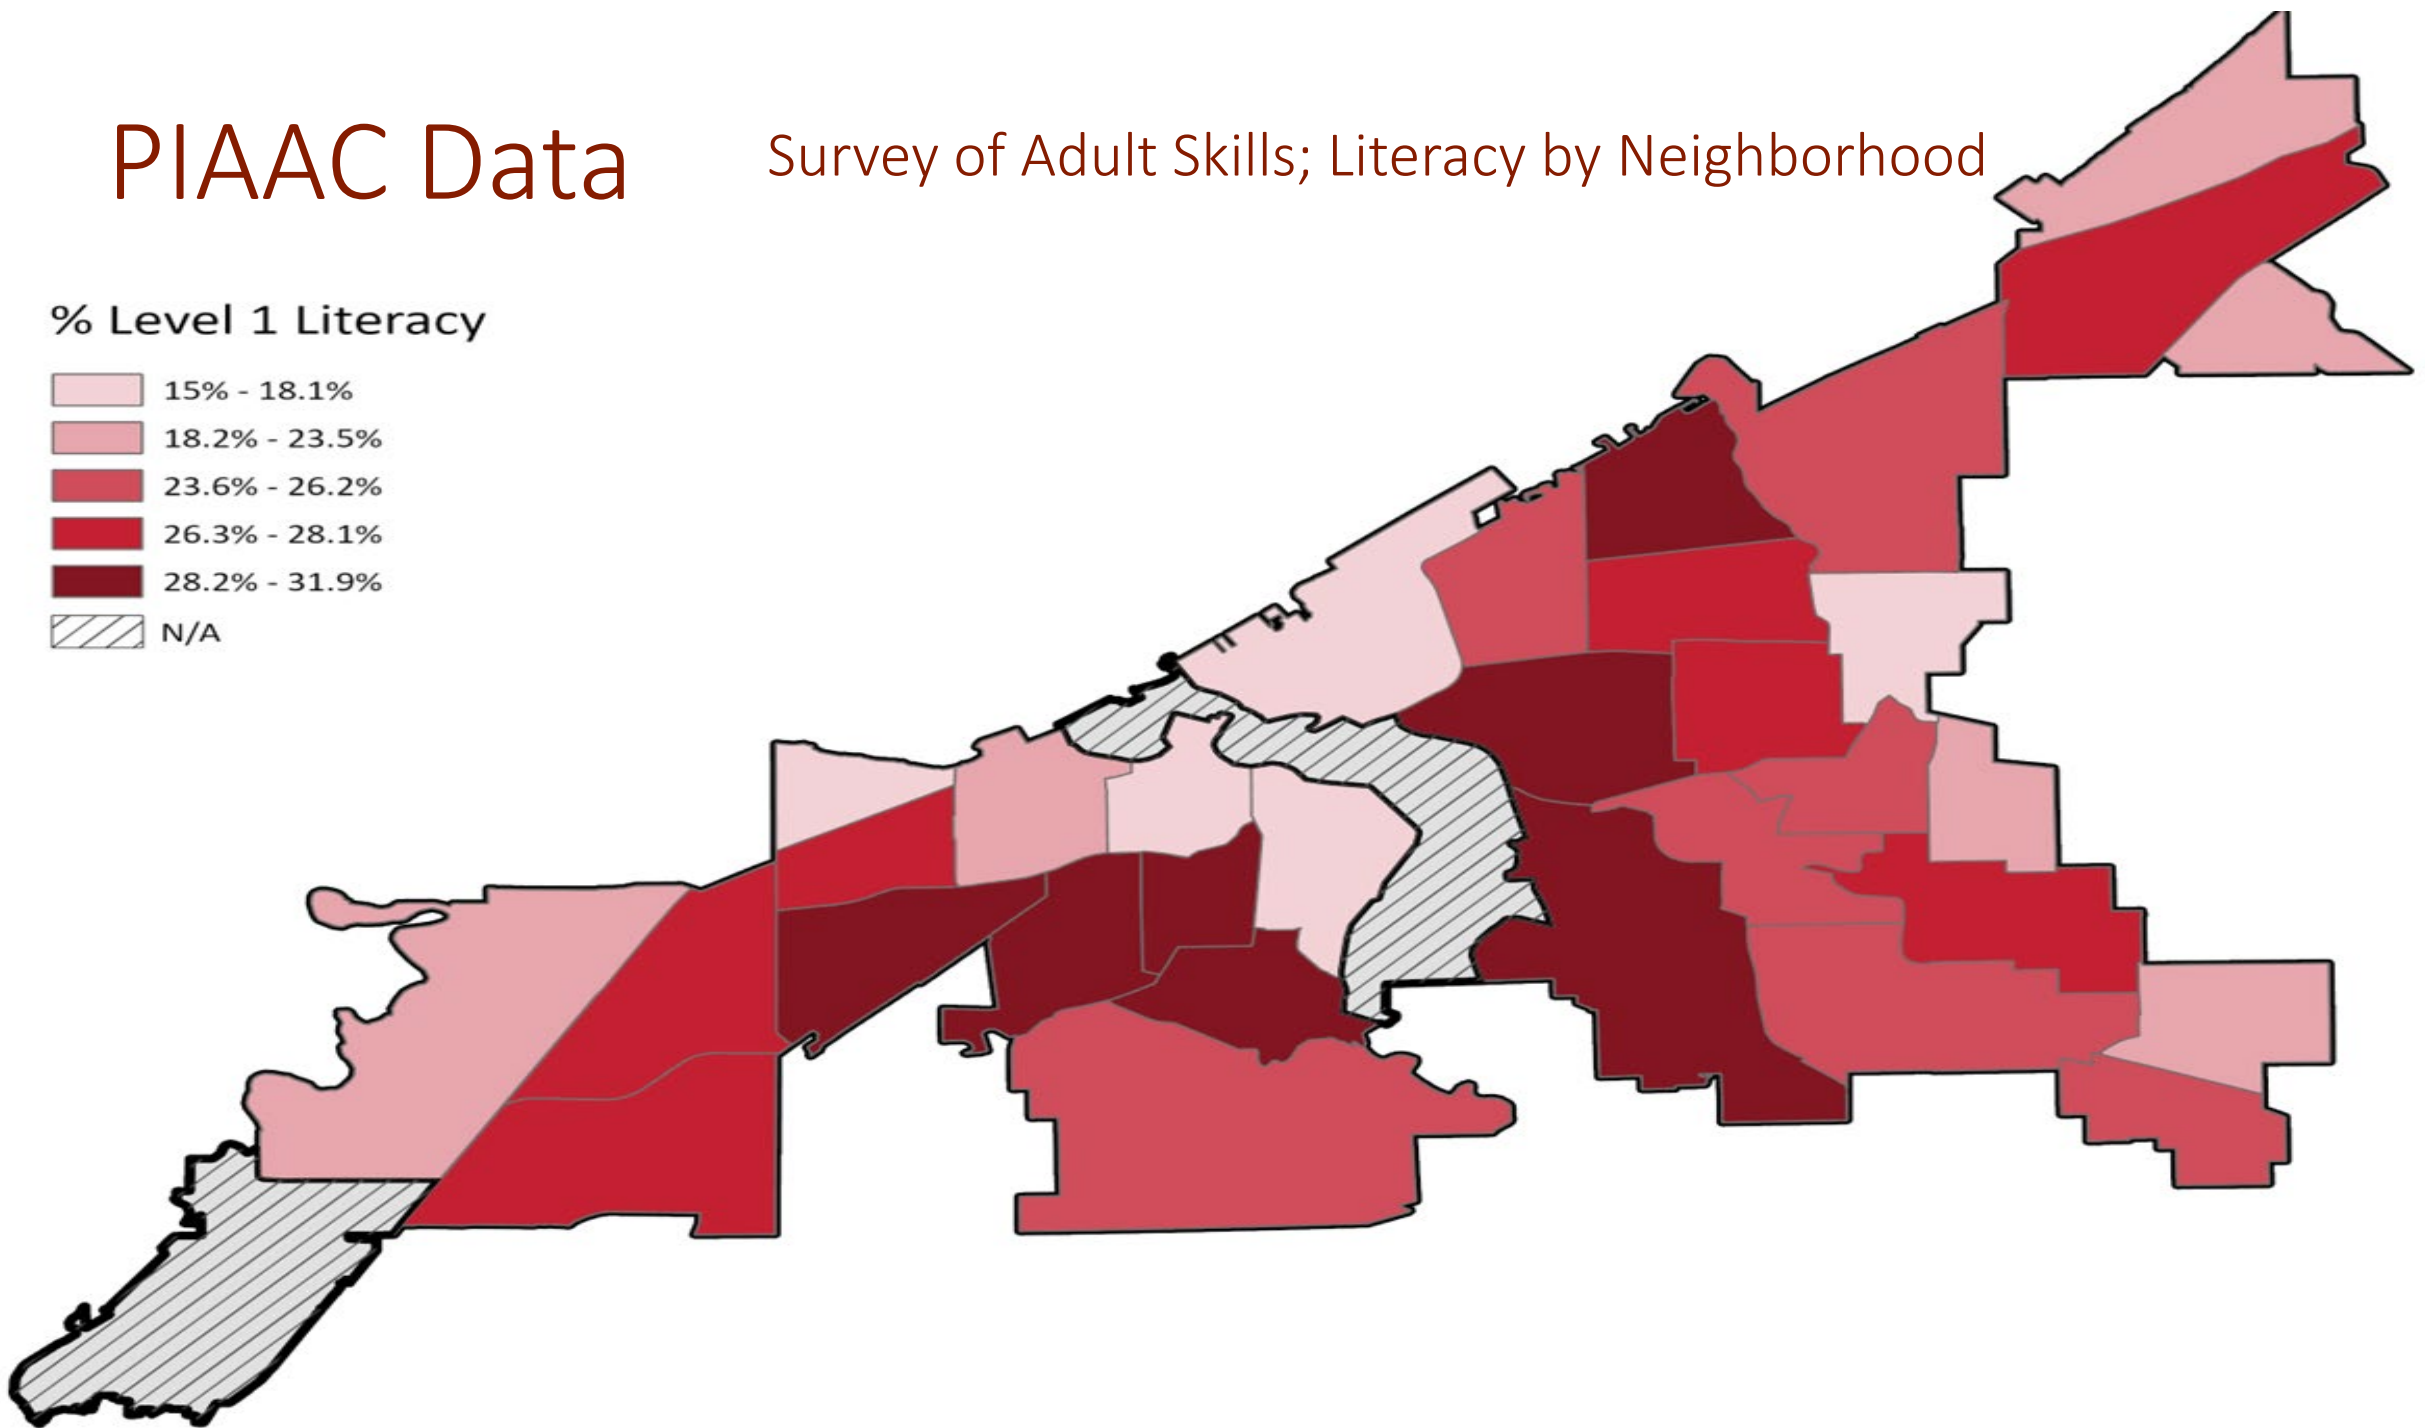 PIAAC Data
Survey of Adult Skills; Literacy by Neighborhood
% Level 1 Literacy
15% - 18.1%
18.2% - 23.5%
23.6% - 26.2%
26.3% - 28.1%
28.2% - 31.9%
N/A